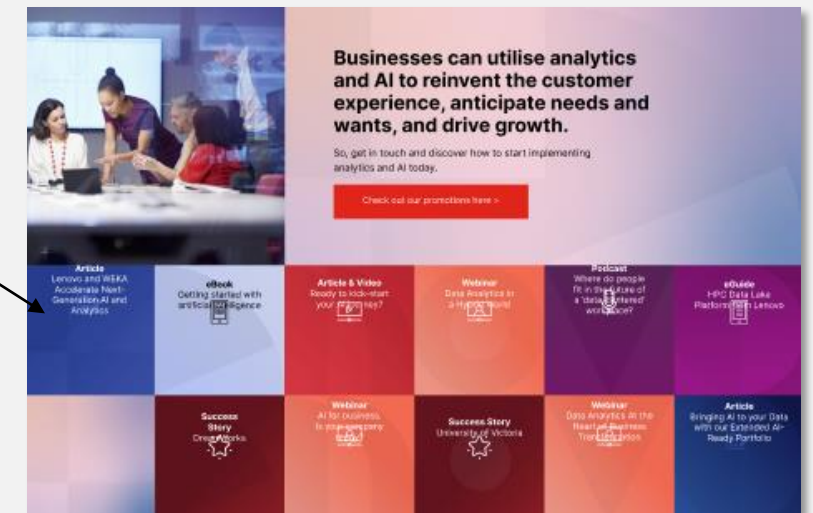 Businesses can utilise analytics
and AI to reinvent the customer
experience, anticipate needs and
wants, and drive growth.
So, get in touch and discover how to start implementing
analytics and AI today.
Check out our promotions here >
Article
Lenovo and WEKA
Accelerate Next-
Generation AI and
Analytics
eBook
Getting started with
artificial intelligence
Article & Video
Ready to kick-start
your AI journey?
Webinar
Data Analytics in
a Hybrid World
Podcast
Where do people
fit in the future of
a 'data-centered'
workplace?
eGuide
HPC Data Lake
Platform from Lenovo
Success
Story
DreamWorks
Webinar
AI for business.
Is your company
Success Story
University of Victoria
Webinar
Data Analytics At the
Heart of Business
Transformation
Article
Bringing AI to your Data
with our Extended AI-
Ready Portfolio